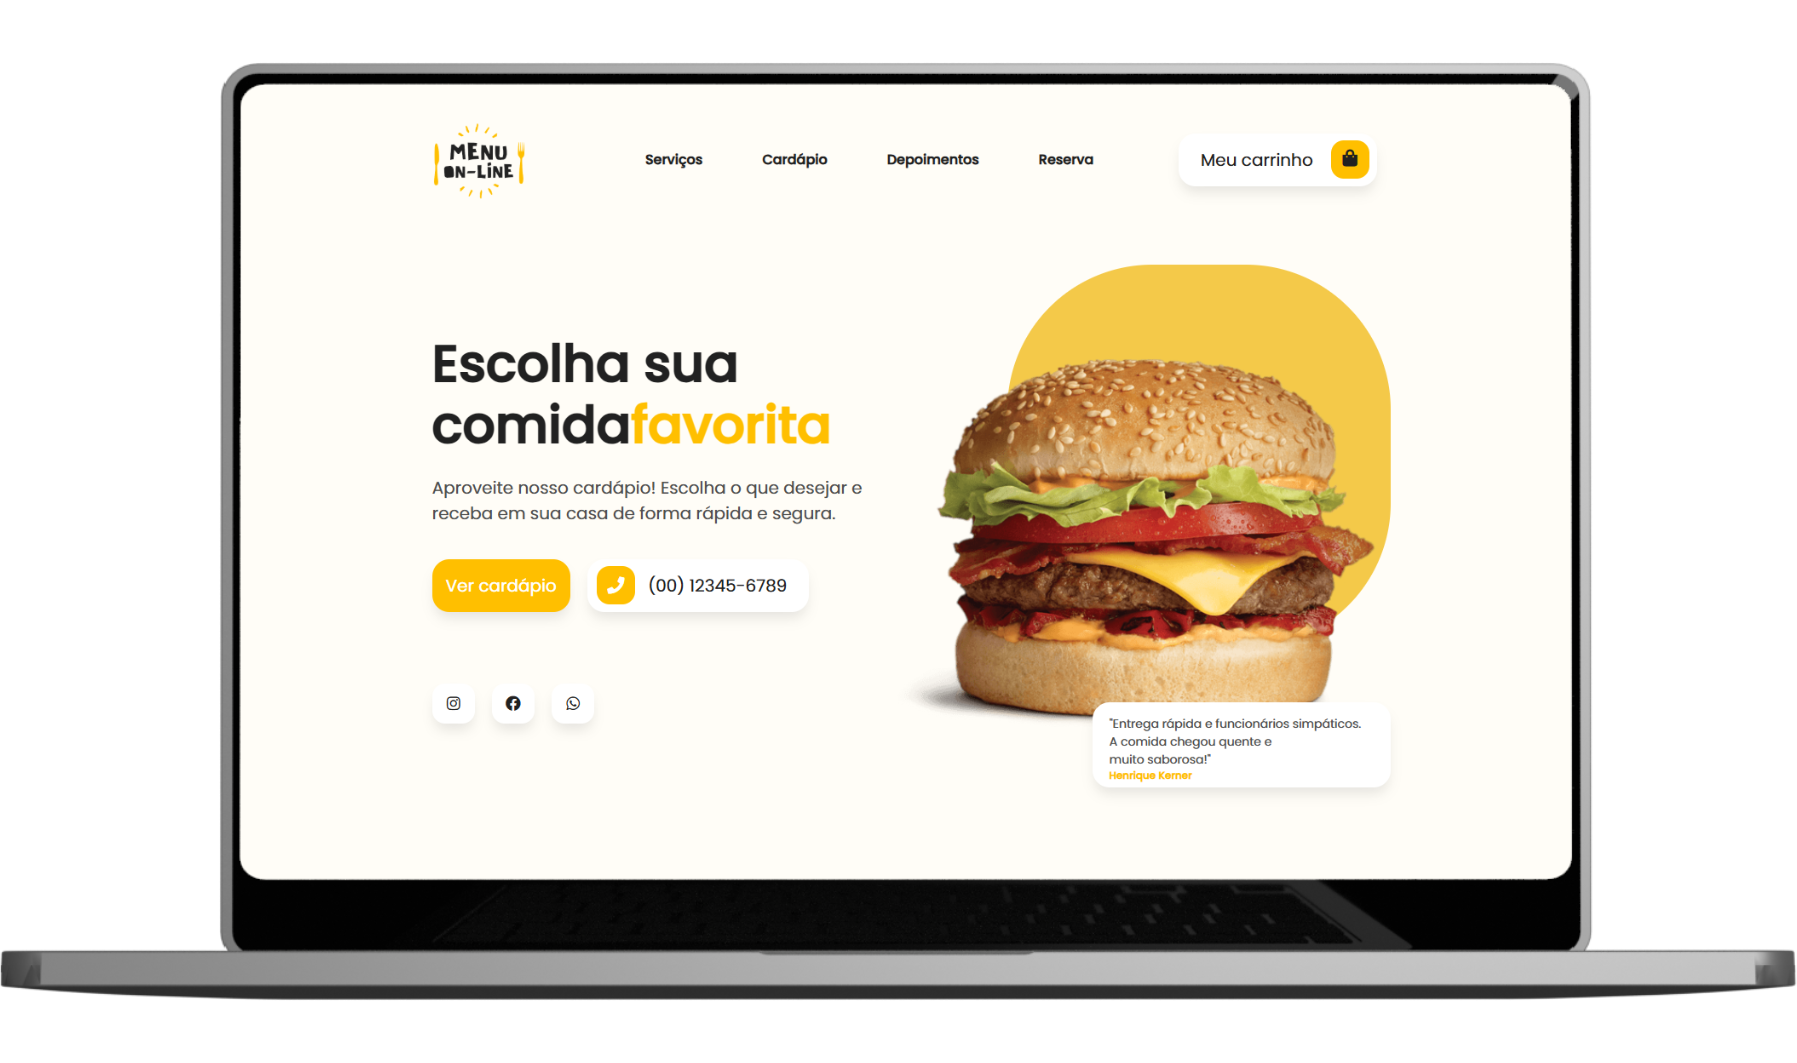 MENU
ON-LINE
Serviços
Cardápio
Depoimentos
Reserva
Meu carrinho
Escolha sua
comidafavorita
Aproveite nosso cardápio! Escolha o que desejar e
receba em sua casa de forma rápida e segura.
Ver cardápio
(00) 12345-6789
"Entrega rápida e funcionários simpáticos.
A comida chegou quente e
muito saborosa!"
Henrique Kerner